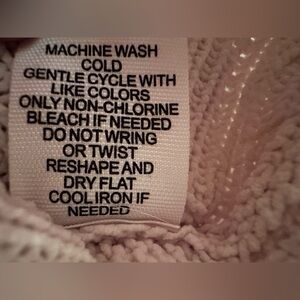 MACHINE WASH
COLD
GENTLE CYCLE WITH
LIKE COLORS
ONLY NON-CHLORINE
BLEACH IF NEEDED
DO NOT WRING
OR TWIST
RESHAPE AND
DRY FLAT
COOL IRON IF
NEEDED